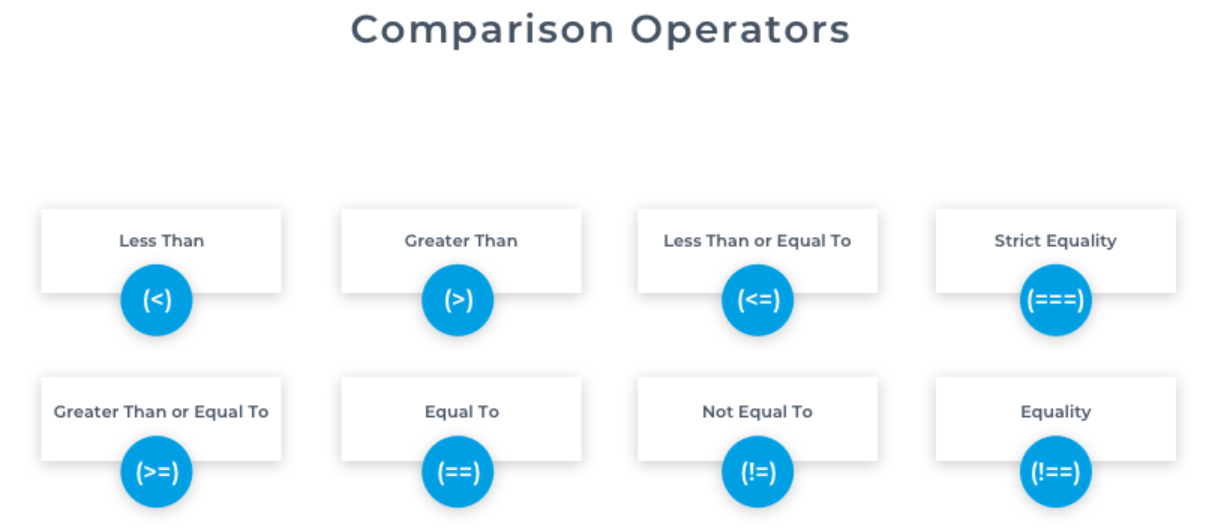 Comparison Operators
Less Than
Greater Than
Less Than or Equal To
Strict Equality
(<)
(>)
(<=)
(===)
Greater Than or Equal To
Equal To
Not Equal To
Equality
(>=)
(==)
(!=)
(!==)